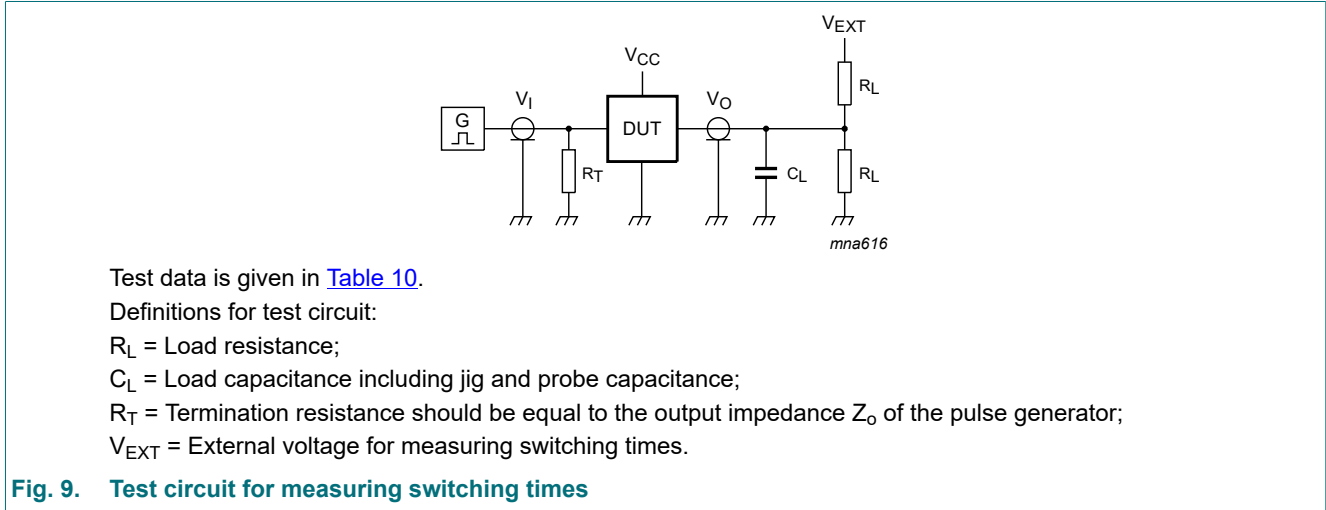 VEXT
VCC
RL
VI
VO
G
DUT
RT
CL
RL
mna616
Test data is given in Table 10.
Definitions for test circuit:
RL = Load resistance;
CL = Load capacitance including jig and probe capacitance;
RT = Termination resistance should be equal to the output impedance Zo of the pulse generator;
VEXT = External voltage for measuring switching times.
Fig. 9. Test circuit for measuring switching times